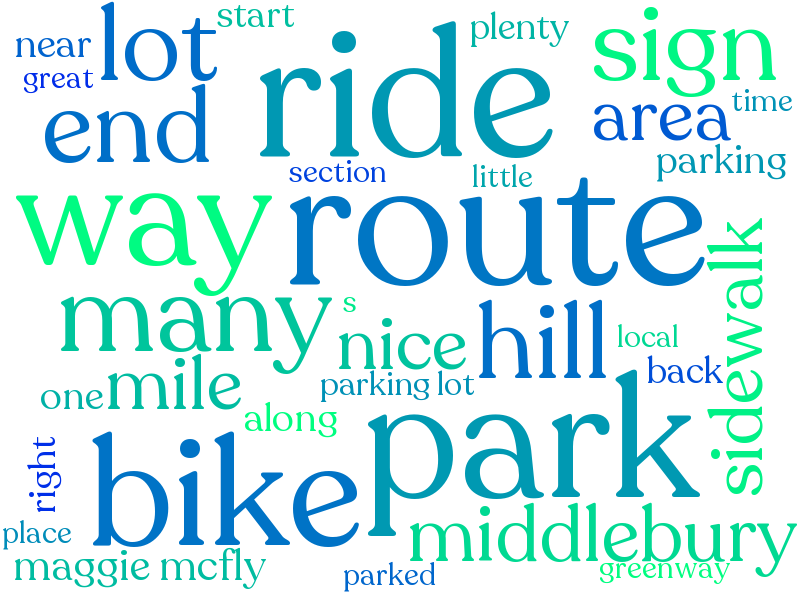 start
near
lot
plenty
sign
great
ride
end
area
time
parking
section
little
way
route
many
s
nice
hill
local
sidewalk
one
mile
parking lot
back
along
park
right
bike
middlebury
place
maggie mcfly
parked
greenway